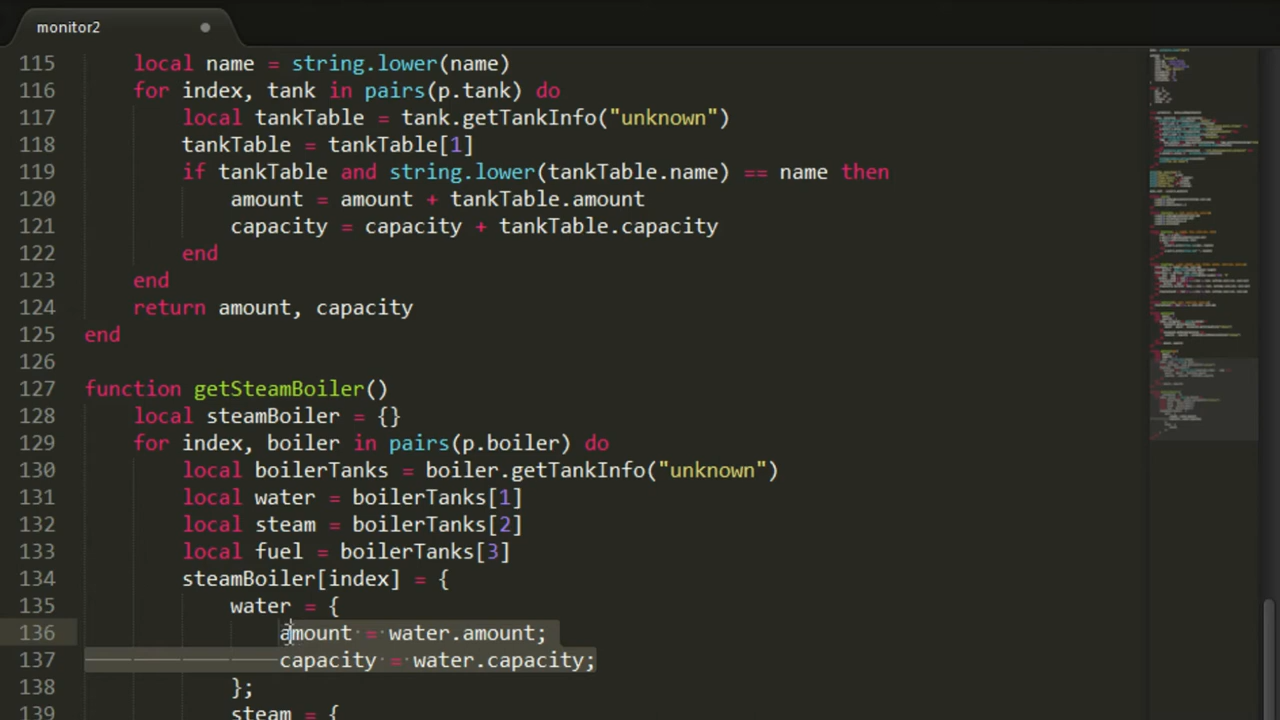 monitor2
115 local name = string.lower(name)
116 for index, tank in pairs(p.tank) do
117 local tankTable = tank.getTankInfo("unknown")
118 tankTable = tankTable[1]
119 if tankTable and string.lower(tankTable.name) == name then
120 amount = amount + tankTable.amount
121 capacity = capacity + tankTable.capacity
122 end
123 end
124 return amount, capacity
125 end
126
127 function getSteamBoiler()
128 local steamBoiler = {}
129 for index, boiler in pairs(p.boiler) do
130 local boilerTanks = boiler.getTankInfo("unknown")
131 local water = boilerTanks[1]
132 local steam = boilerTanks[2]
133 local fuel = boilerTanks[3]
134 steamBoiler[index] = {
135 water = {
136 amount = water.amount;
137 capacity = water.capacity;
138 };
139 steam = {